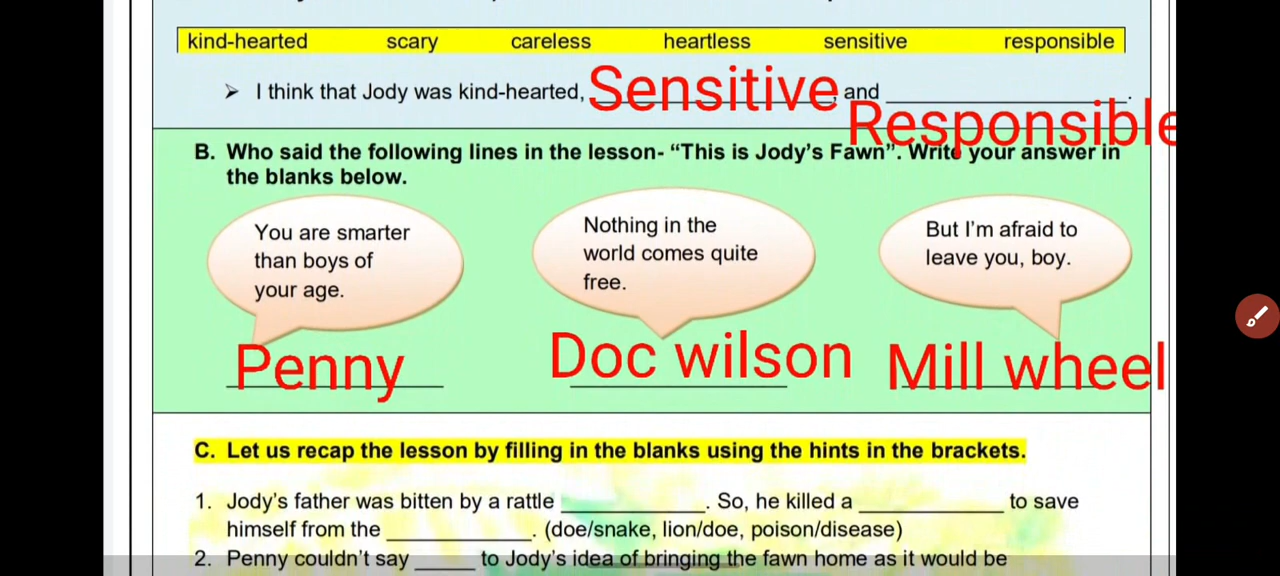 kind-hearted scary careless heartless sensitive responsible
➢ I think that Jody was kind-hearted, Sensitive, and ____________.
Responsible
B. Who said the following lines in the lesson- “This is Jody’s Fawn”. Write your answer in
the blanks below.
You are smarter
than boys of
your age.
Nothing in the
world comes quite
free.
But I’m afraid to
leave you, boy.
Penny
Doc wilson
Mill wheel
C. Let us recap the lesson by filling in the blanks using the hints in the brackets.
1. Jody’s father was bitten by a rattle ____________. So, he killed a ____________ to save
himself from the ____________. (doe/snake, lion/doe, poison/disease)
2. Penny couldn’t say _____ to Jody’s idea of bringing the fawn home as it would be